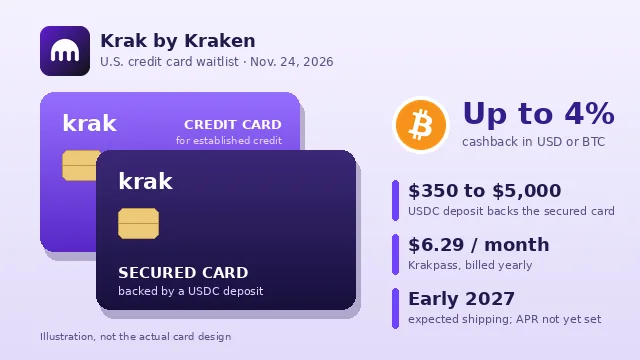 Krak by Kraken
U.S. credit card waitlist · Nov. 24, 2026
krak
CREDIT CARD
for established credit
krak
SECURED CARD
backed by a USDC deposit
Illustration, not the actual card design
Up to 4%
cashback in USD or BTC
$350 to $5,000
USDC deposit backs the secured card
$6.29 / month
Krakpass, billed yearly
Early 2027
expected shipping; APR not yet set